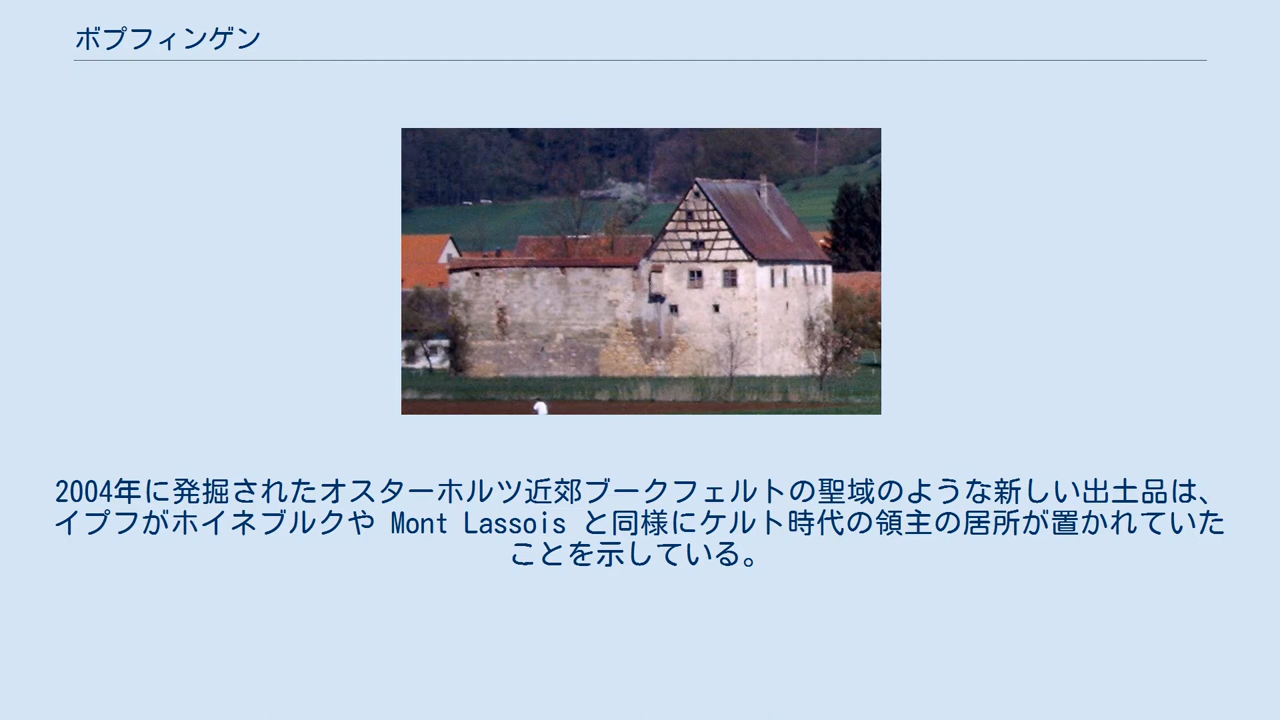 ボプフィンゲン
2004年に発掘されたオスターホルツ近郊ブークフェルトの聖域のような新しい出土品は、
イプフがホイネブルクや Mont Lassois と同様にケルト時代の領主の居所が置かれていた
ことを示している。